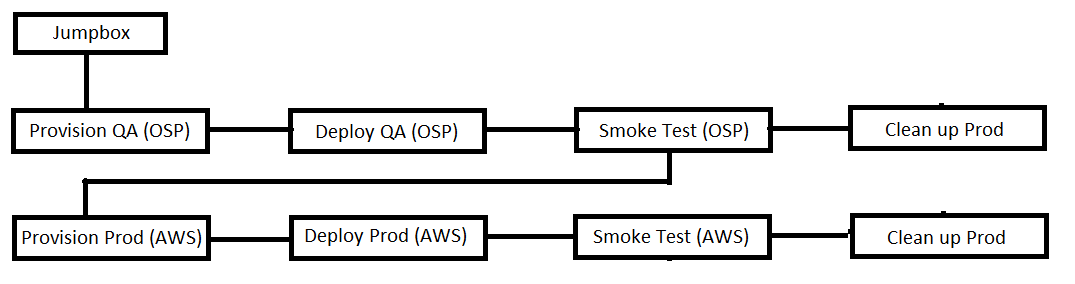 Jumpbox
Provision QA (OSP)
Deploy QA (OSP)
Smoke Test (OSP)
Clean up Prod
Provision Prod (AWS)
Deploy Prod (AWS)
Smoke Test (AWS)
Clean up Prod